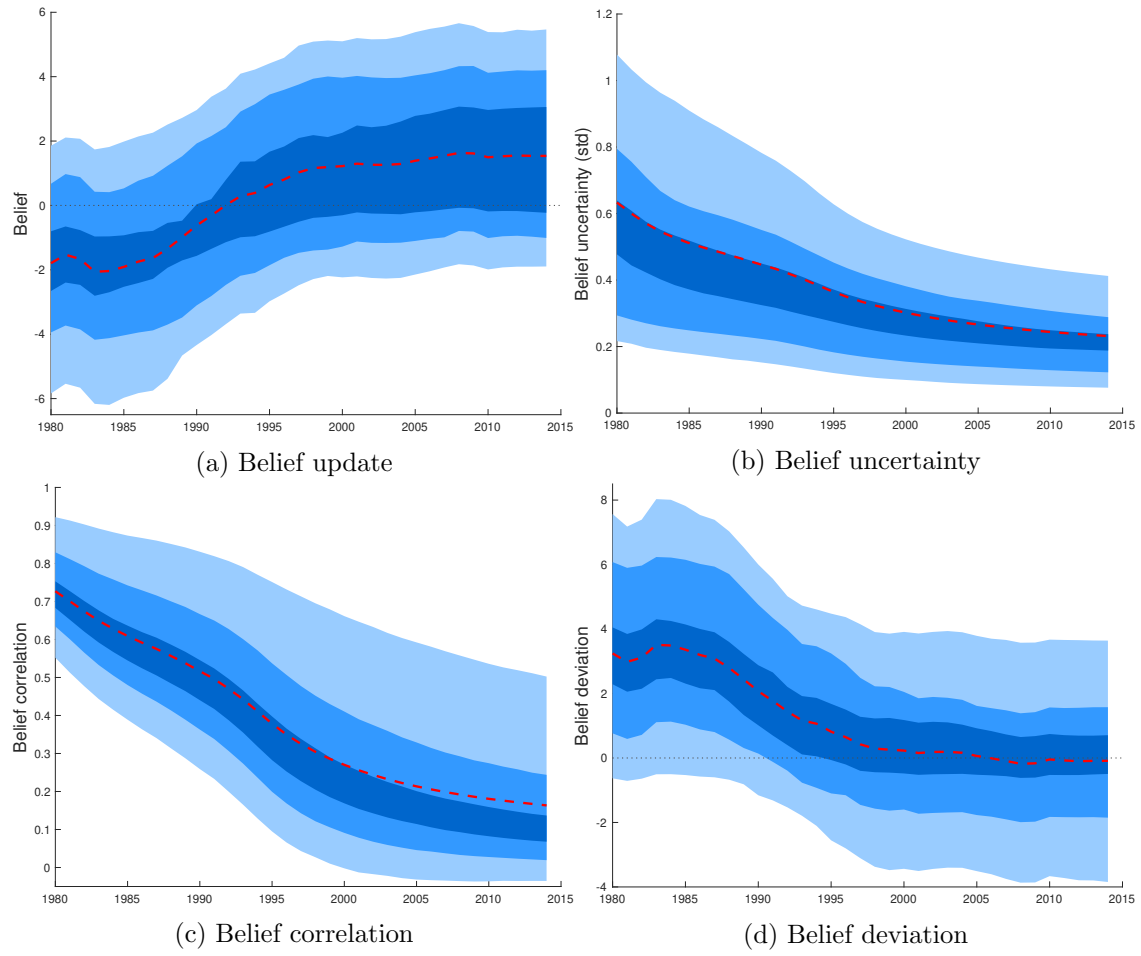 6
4
2
0
-2
-4
-6
Belief
1980 1985 1990 1995 2000 2005 2010 2015
(a) Belief update
1.2
1
0.8
0.6
0.4
0.2
0
Belief uncertainty (std)
1980 1985 1990 1995 2000 2005 2010 2015
(b) Belief uncertainty
1
0.9
0.8
0.7
0.6
0.5
0.4
0.3
0.2
0.1
0
Belief correlation
1980 1985 1990 1995 2000 2005 2010 2015
(c) Belief correlation
8
6
4
2
0
-2
-4
Belief deviation
1980 1985 1990 1995 2000 2005 2010 2015
(d) Belief deviation